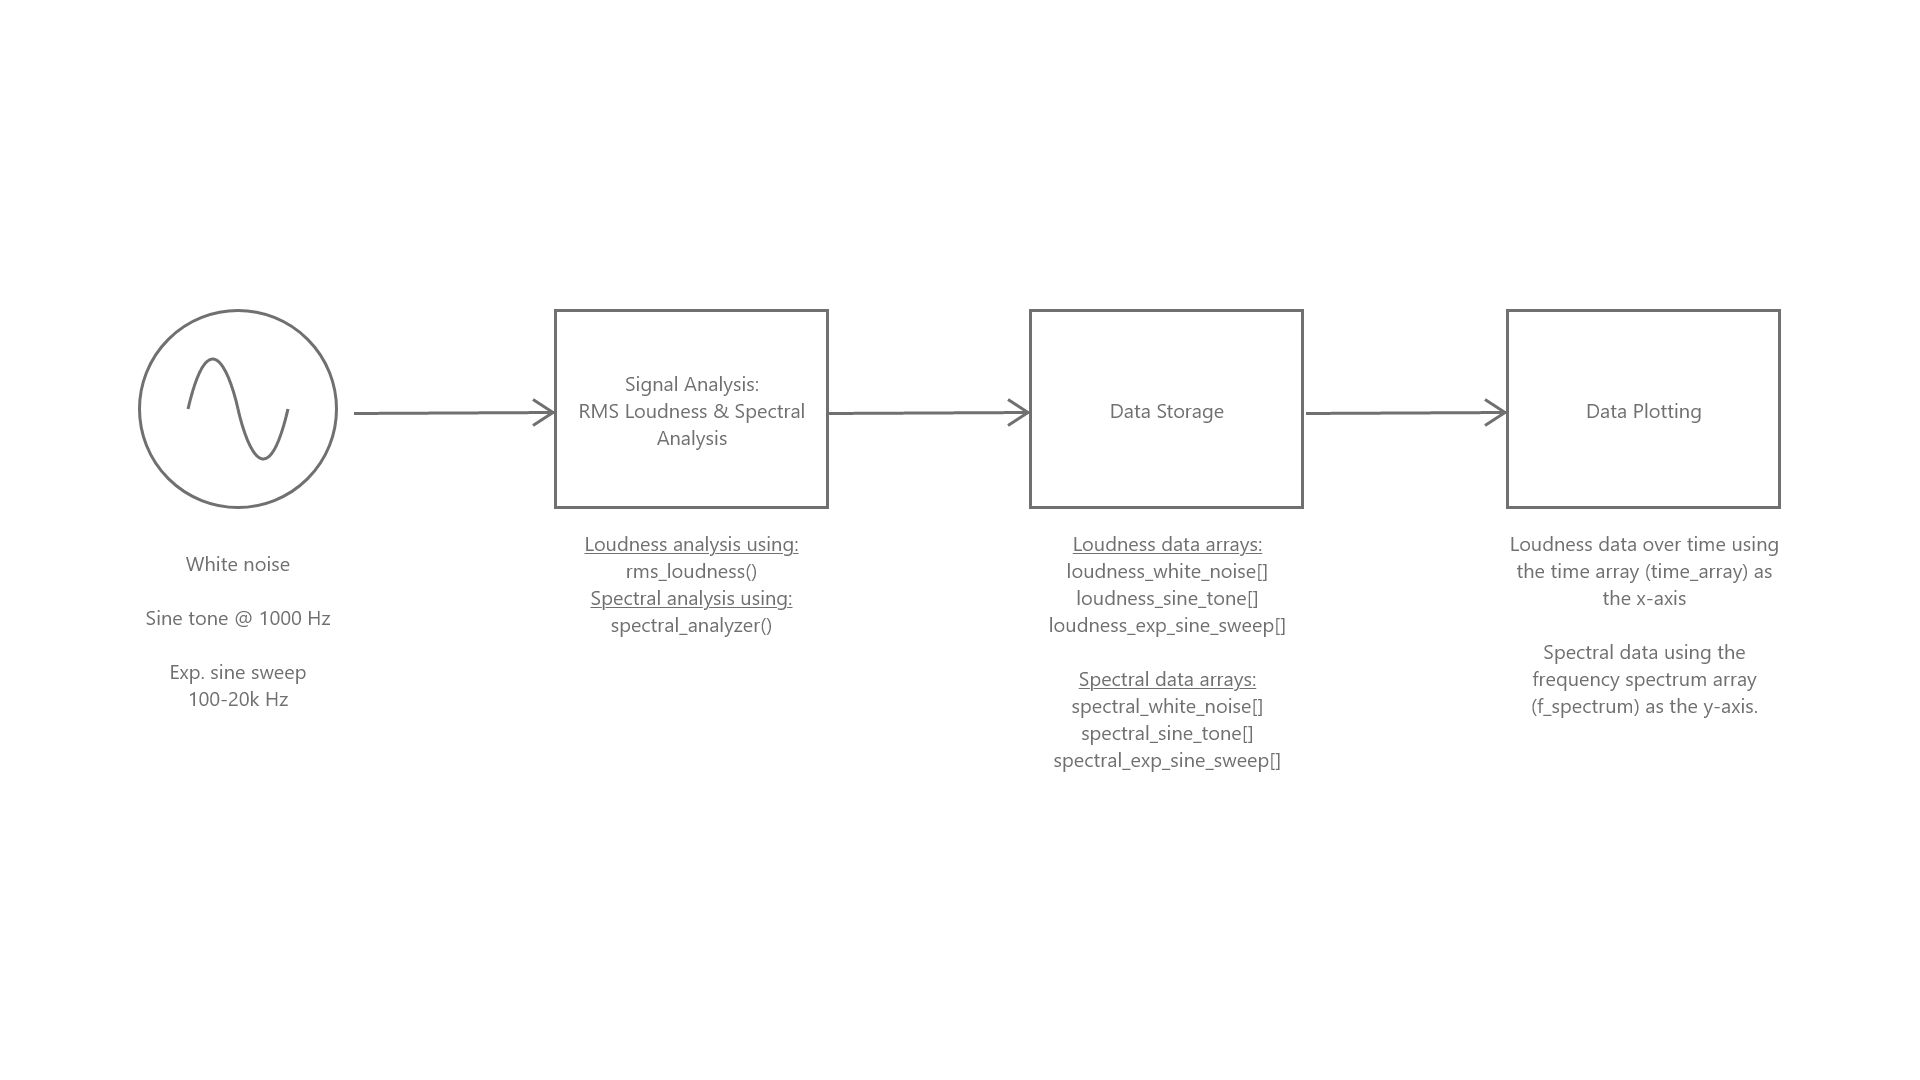 Signal Analysis:
RMS Loudness & Spectral
Analysis
Data Storage
Data Plotting
White noise
Sine tone @ 1000 Hz
Exp. sine sweep
100-20k Hz
Loudness analysis using:
rms_loudness()
Spectral analysis using:
spectral_analyzer()
Loudness data arrays:
loudness_white_noise[]
loudness_sine_tone[]
loudness_exp_sine_sweep[]
Spectral data arrays:
spectral_white_noise[]
spectral_sine_tone[]
spectral_exp_sine_sweep[]
Loudness data over time using
the time array (time_array) as
the x-axis
Spectral data using the
frequency spectrum array
(f_spectrum) as the y-axis.